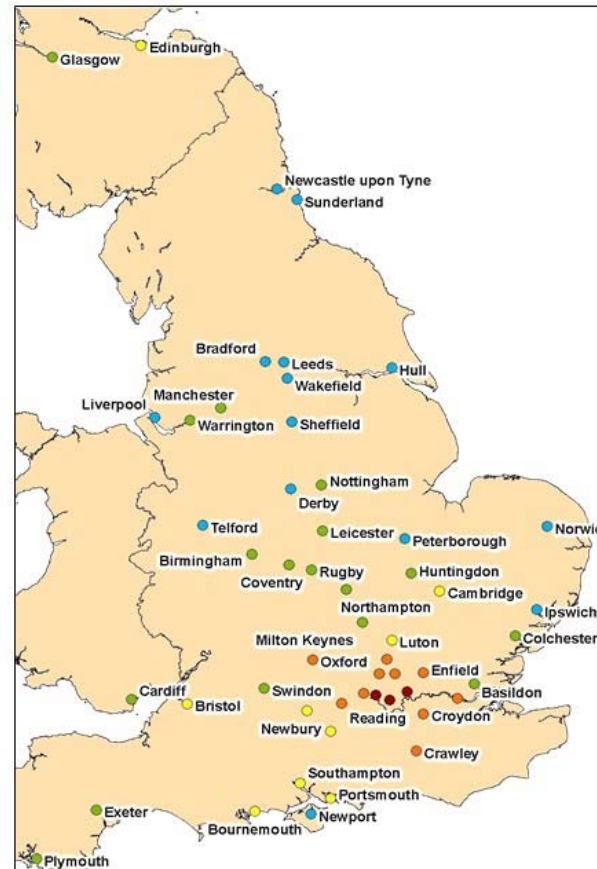 Edinburgh
Glasgow
Newcastle upon Tyne
Sunderland
Bradford
Leeds
Hull
Wakefield
Manchester
Liverpool
Warrington
Sheffield
Nottingham
Derby
Telford
Leicester
Peterborough
Norwic
Birmingham
Coventry
Rugby
Huntingdon
Cambridge
Northampton
Ipswich
Colchester
Milton Keynes
Luton
Oxford
Enfield
Cardiff
Swindon
Basildon
Bristol
Reading
Newbury
Croydon
Crawley
Southampton
Portsmouth
Exeter
Newport
Bournemouth
Plymouth